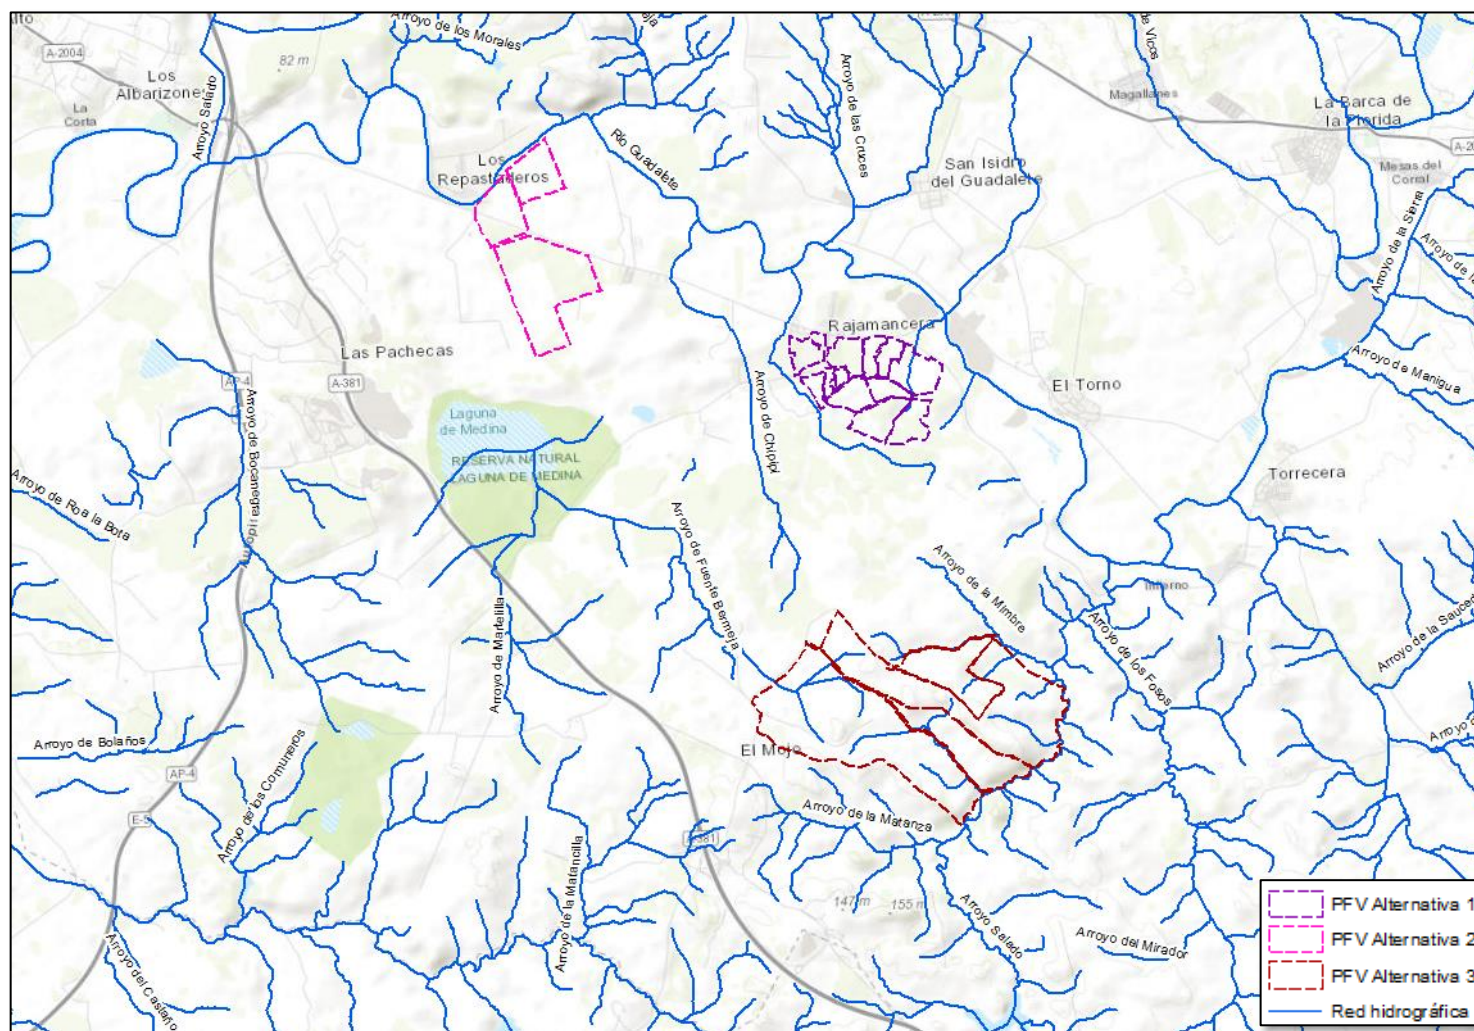 Arroyo de los Morales
A-2004
82 m
Los
Albarizones
La
Corta
Arroyo Salado
Los
Repastaderos
Río Guadalete
Arroyo de las Cruces
de Vicos
Magallanes
La Barca de
la Florida
San Isidro
del Guadalete
Mesas del
Corral
Arroyo de la Sierra
Rajamancera
Las Pachecas
AP-4
A-381
Arroyo de Manigua
El Torno
Laguna
de Medina
RESERVA NATURAL
LAGUNA DE MEDINA
Arroyo de Bocanegra
Arroyo de Chipipi
Torrecera
Arroyo de Roa la Bota
Arroyo de Fuente Bermeja
Arroyo de la Mimbre
Arroyo de los Fosos
Arroyo de Martelilla
El Mojo
Arroyo de Bolaños
AP-4
E-5
Arroyo de los Comuneros
Arroyo de la Matanza
A-381
Arroyo de la Matancilla
147 m
155 m
Arroyo Salado
Arroyo del Mirador
Arroyo del Castaño
PFV Alternativa 1
PFV Alternativa 2
PFV Alternativa 3
Red hidrográfica